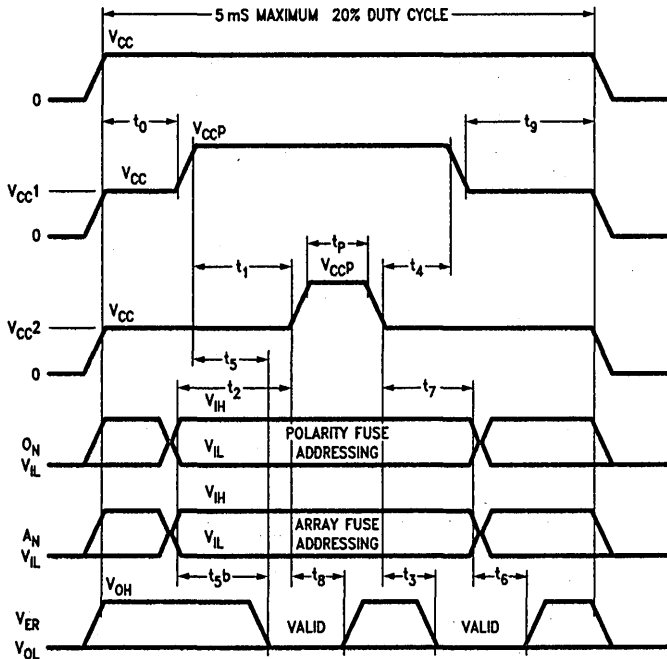 5 mS MAXIMUM 20% DUTY CYCLE
VCC
0
t0
VCCP
t9
VCC1
VCC
0
t1
tP
t4
VCCP
VCC2
VCC
t5
0
t2
t7
VIH
ON
VIL
POLARITY FUSE
ADDRESSING
VIL
VIH
AN
VIL
ARRAY FUSE
ADDRESSING
VIL
t5b
t8
t3
t6
VOH
VER
VALID
VALID
VOL